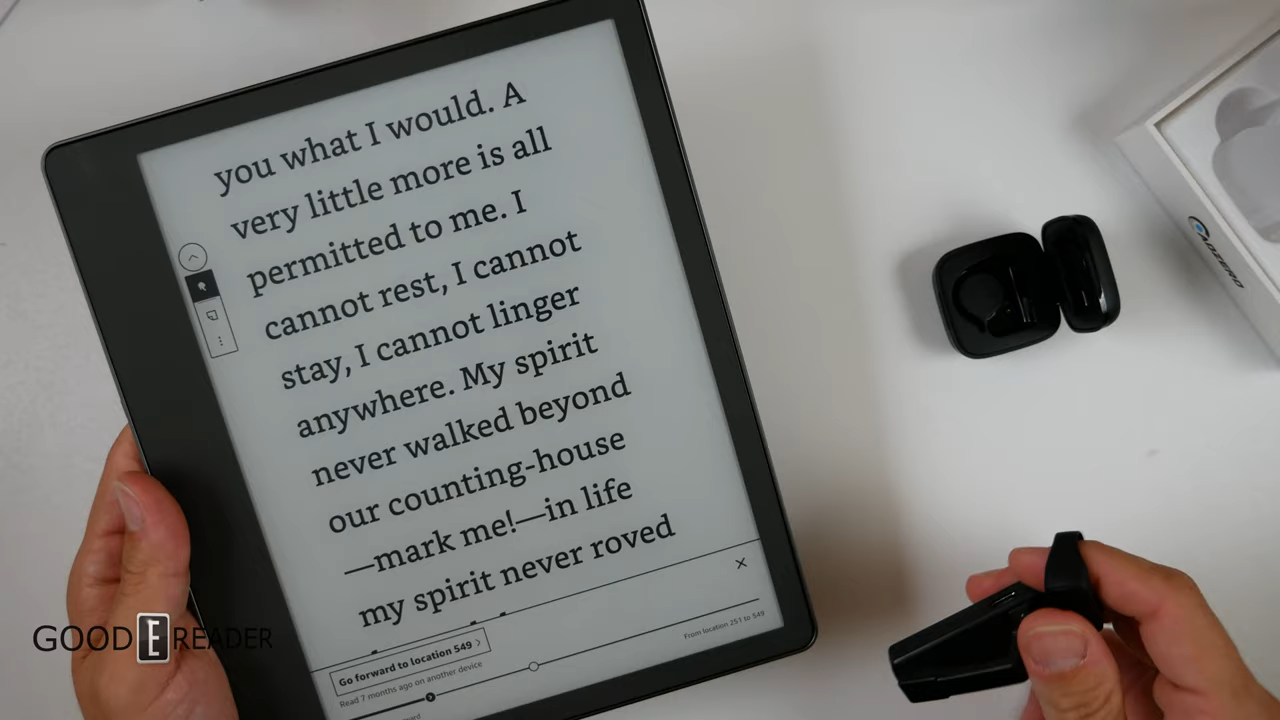 you what I would. A
very little more is all
permitted to me. I
cannot rest, I cannot
stay, I cannot linger
anywhere. My spirit
never walked beyond
our counting-house
—mark me!—in life
my spirit never roved
Go forward to location 549 >
Read 7 months ago on another device
From location 251 to 549
GOOD E READER
CADZERO